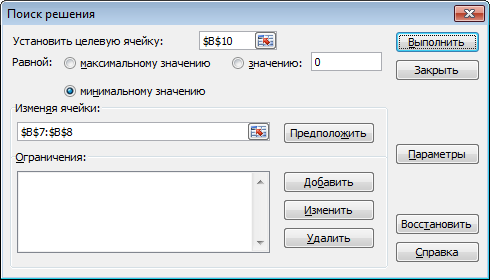 Поиск решения
Установить целевую ячейку: $B$10 Выполнить
Равной: максимальному значению значению: 0 Закрыть
минимальному значению
Изменяя ячейки:
$B$7:$B$8 Предположить
Ограничения: Параметры
Добавить
Изменить
Удалить Восстановить
Справка